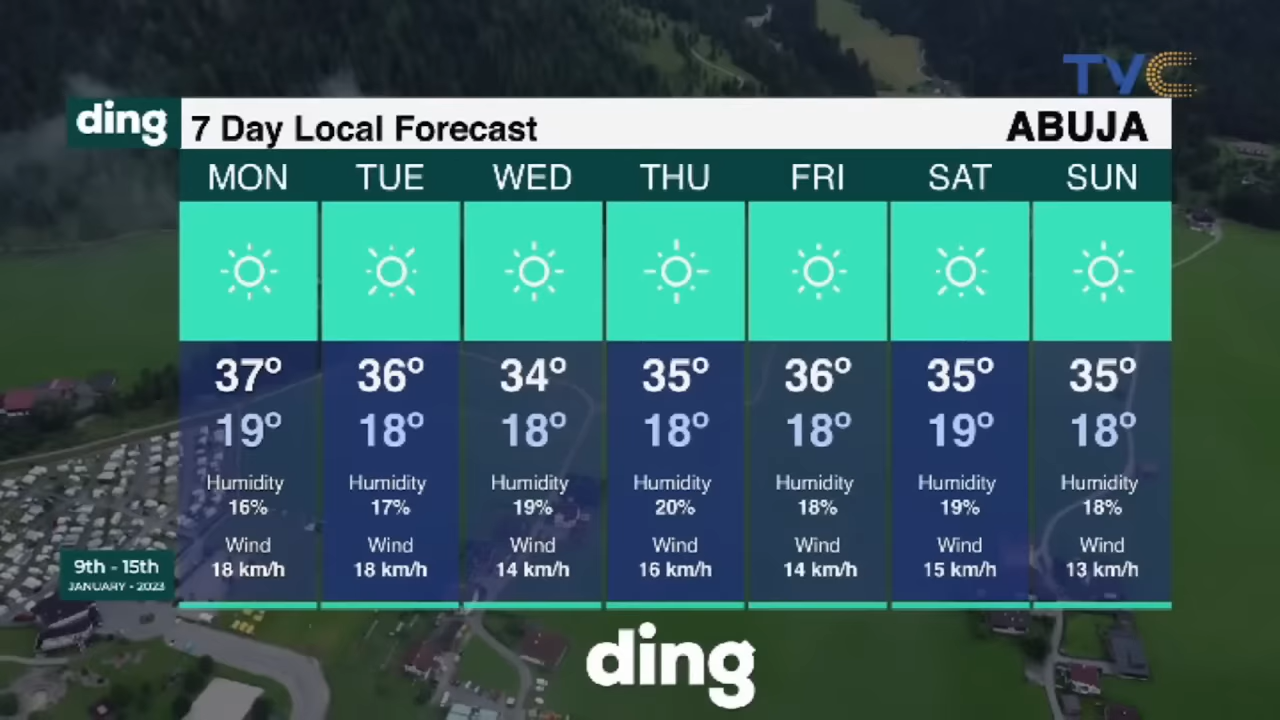 TVC
ding
7 Day Local Forecast
ABUJA
MON TUE WED THU FRI SAT SUN
37° 36° 34° 35° 36° 35° 35°
19° 18° 18° 18° 18° 19° 18°
Humidity Humidity Humidity Humidity Humidity Humidity Humidity
16% 17% 19% 20% 18% 19% 18%
Wind Wind Wind Wind Wind Wind Wind
18 km/h 18 km/h 14 km/h 16 km/h 14 km/h 15 km/h 13 km/h
9th - 15th
JANUARY - 2023
ding